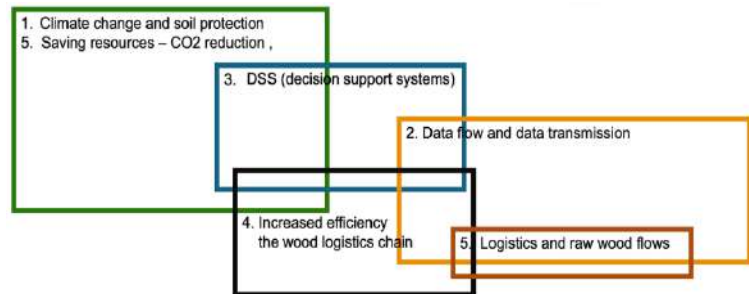 1. Climate change and soil protection
5. Saving resources – CO2 reduction ,
3. DSS (decision support systems)
2. Data flow and data transmission
4. Increased efficiency
the wood logistics chain
5. Logistics and raw wood flows